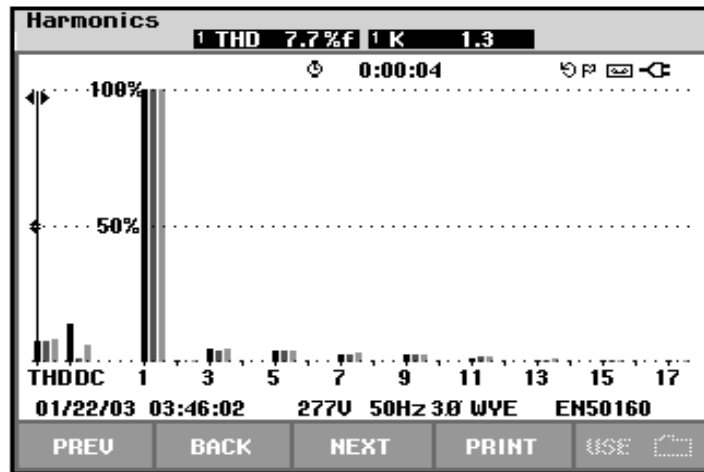 Harmonics
1 THD 7.7%f 1 K 1.3
0:00:04
100%
50%
THDDC 1 3 5 7 9 11 13 15 17
01/22/03 03:46:02 277V 50Hz 3Ø WYE EN50160
PREV BACK NEXT PRINT USE